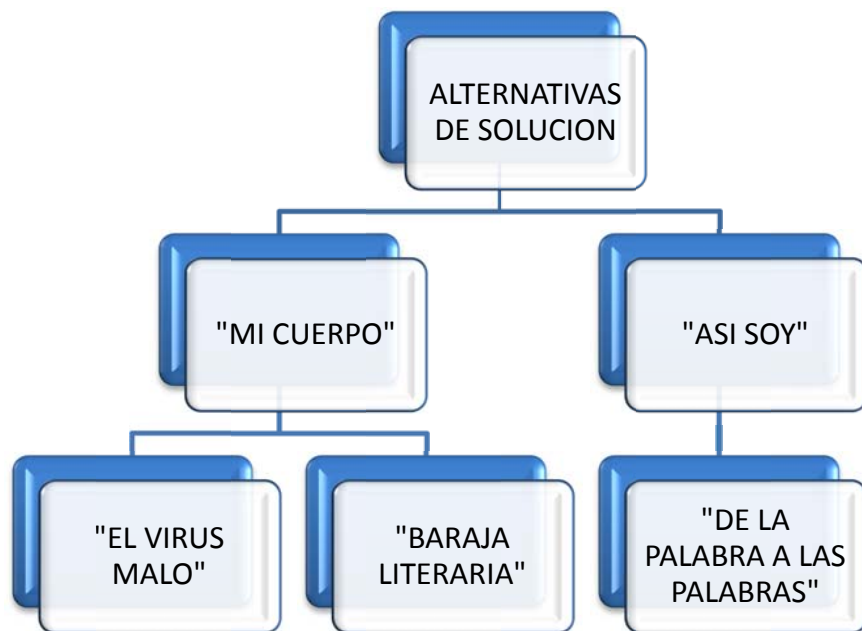 ALTERNATIVAS
DE SOLUCION
"MI CUERPO"
"ASI SOY"
"EL VIRUS
MALO"
"BARAJA
LITERARIA"
"DE LA
PALABRA A LAS
PALABRAS"